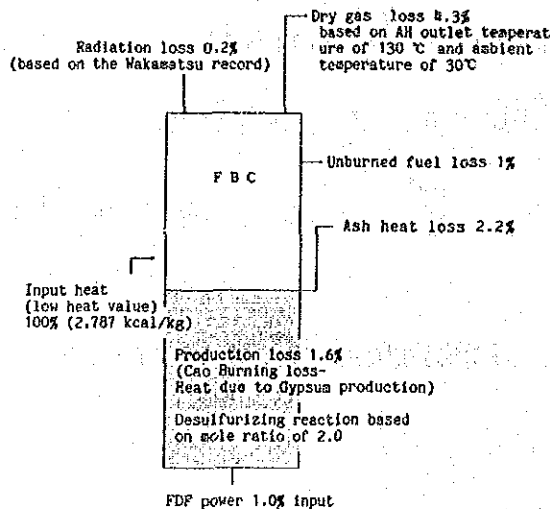 Dry gas loss 4.3%
based on AH outlet temperat
ure of 130 ℃ and asbient
temperature of 30℃
Radiation loss 0.2%
(based on the Wakamatsu record)
Unburned fuel loss 1%
F B C
Ash heat loss 2.2%
Input heat
(low heat value)
100% (2,787 kcal/kg)
Production loss 1.6%
(Cao Burning loss-
Heat due to Gypsum production)
Desulfurizing reaction based
on mole ratio of 2.0
FDF power 1.0% input